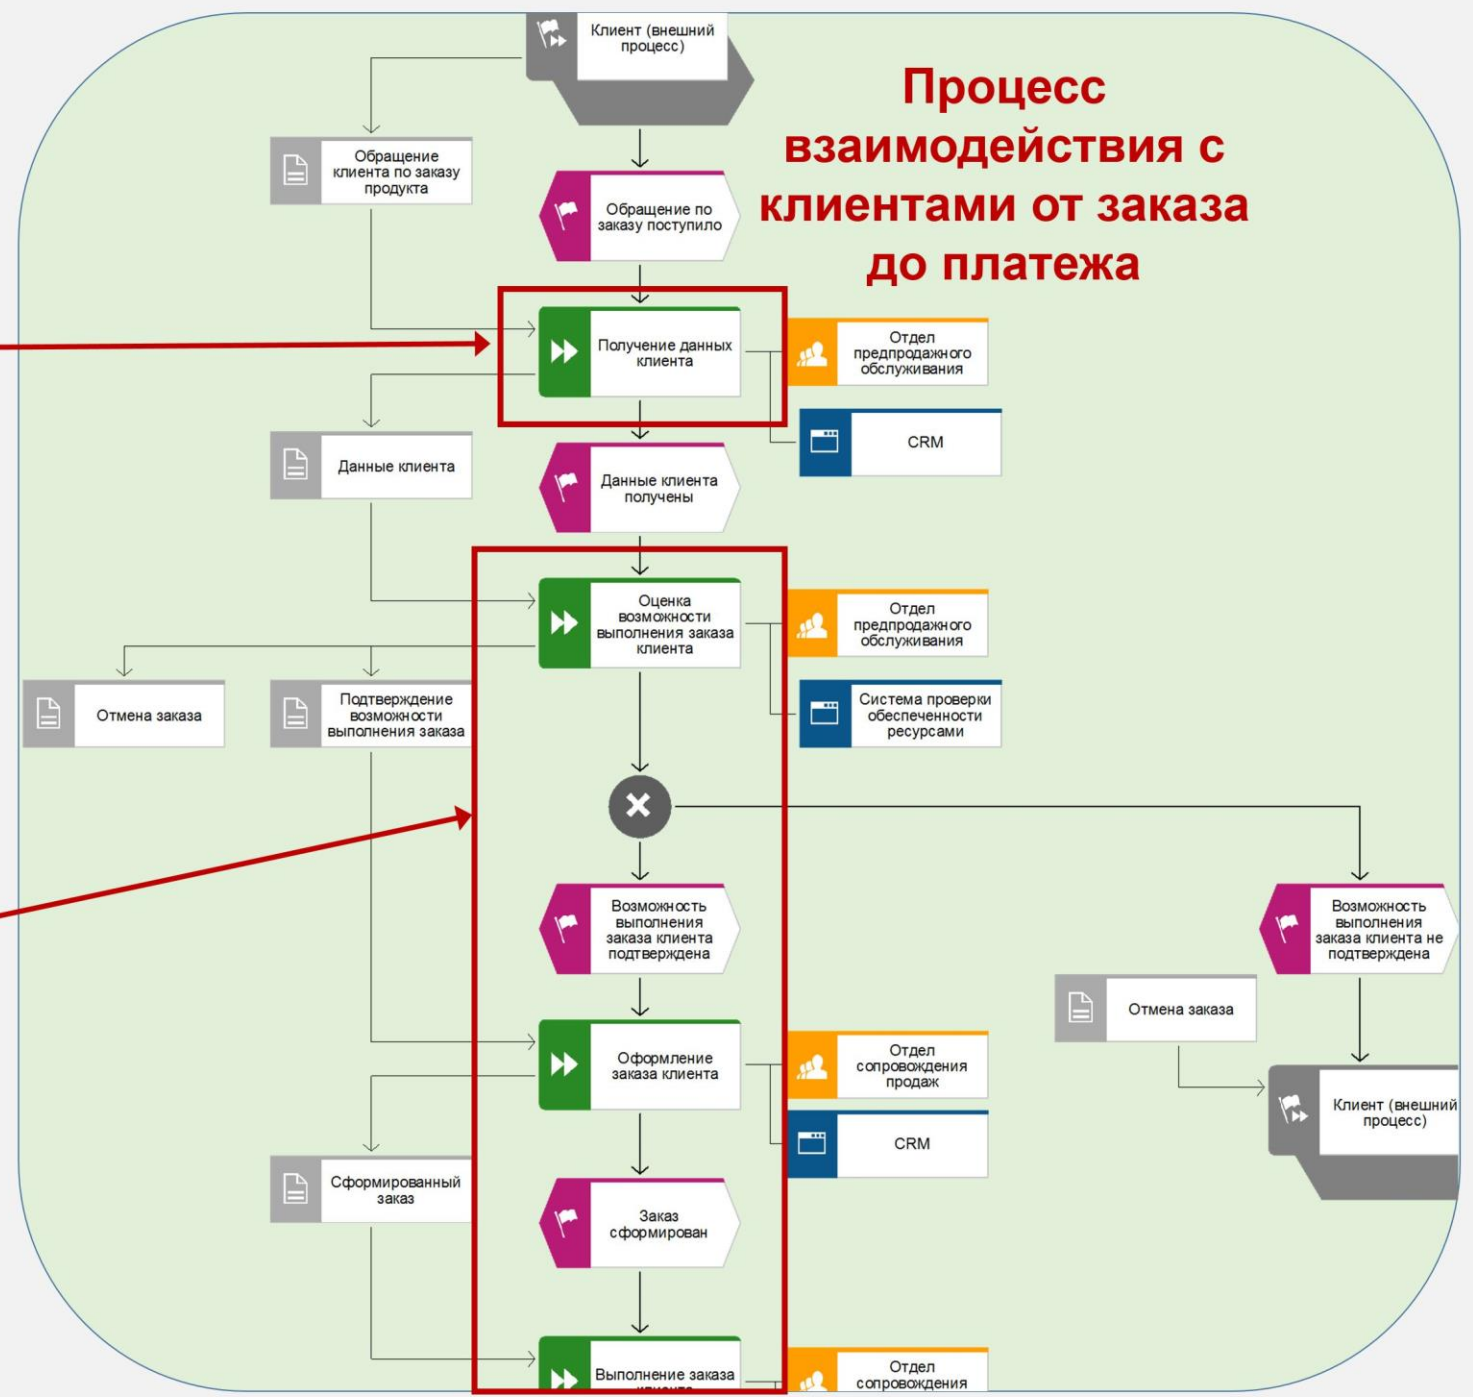 Клиент (внешний
процесс)
Процесс
взаимодействия с
клиентами от заказа
до платежа
Обращение
клиента по заказу
продукта
Обращение по
заказу поступило
Получение данных
клиента
Отдел
предпродажного
обслуживания
CRM
Данные клиента
Данные клиента
получены
Оценка
возможности
выполнения заказа
клиента
Отдел
предпродажного
обслуживания
Отмена заказа
Подтверждение
возможности
выполнения заказа
Система проверки
обеспеченности
ресурсами
Возможность
выполнения
заказа клиента
подтверждена
Возможность
выполнения
заказа клиента не
подтверждена
Отмена заказа
Оформление
заказа клиента
Отдел
сопровождения
продаж
CRM
Клиент (внешний
процесс)
Сформированный
заказ
Заказ
сформирован
Выполнение заказа
Отдел
сопровождения